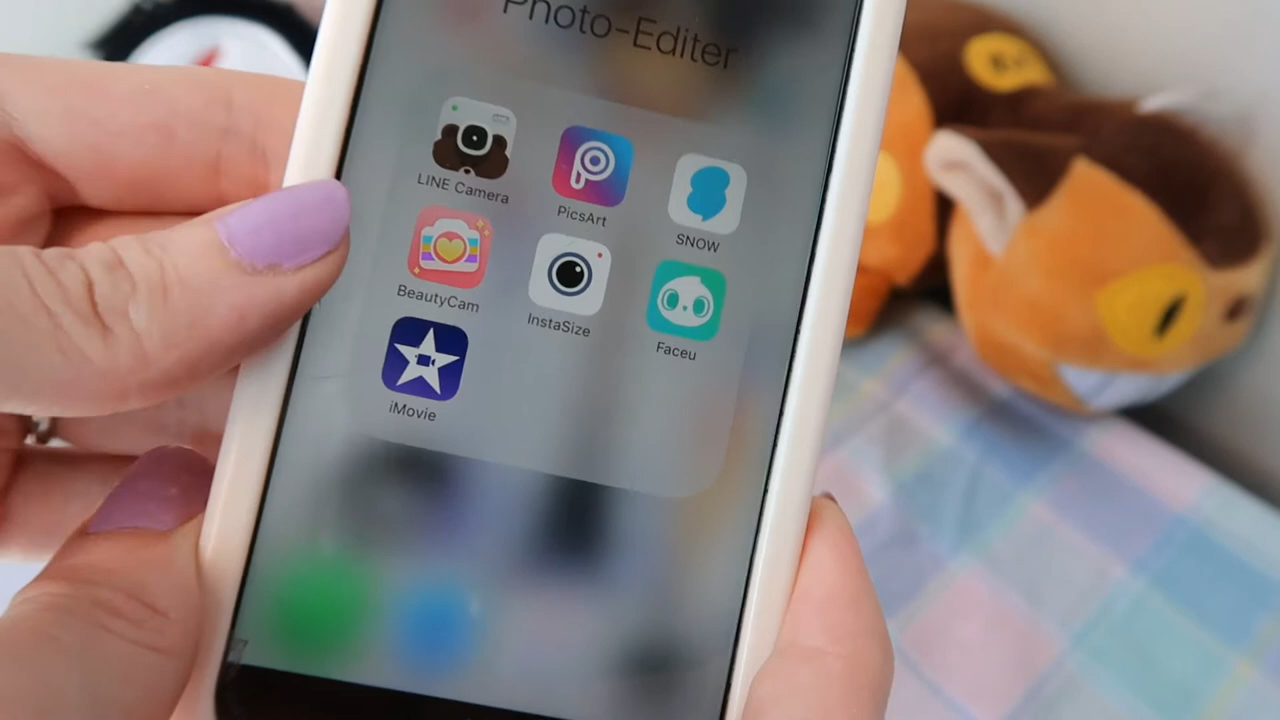 Photo-Editer
LINE Camera
PicsArt
SNOW
BeautyCam
InstaSize
Faceu
iMovie